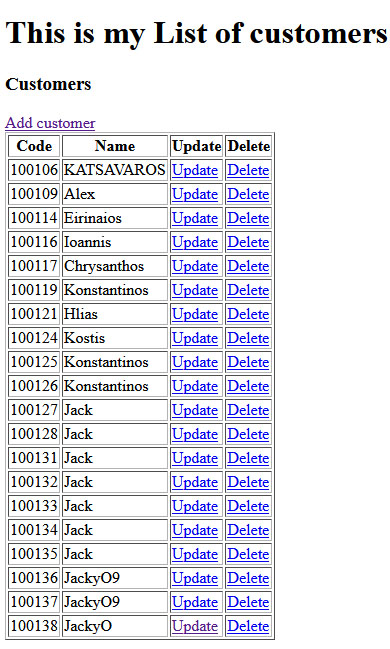 This is my List of customers
Customers
Add customer
Code Name Update Delete
100106 KATSAVAROS Update Delete
100109 Alex Update Delete
100114 Eirinaios Update Delete
100116 Ioannis Update Delete
100117 Chrysanthos Update Delete
100119 Konstantinos Update Delete
100121 Hlias Update Delete
100124 Kostis Update Delete
100125 Konstantinos Update Delete
100126 Konstantinos Update Delete
100127 Jack Update Delete
100128 Jack Update Delete
100131 Jack Update Delete
100132 Jack Update Delete
100133 Jack Update Delete
100134 Jack Update Delete
100135 Jack Update Delete
100136 JackyO9 Update Delete
100137 JackyO9 Update Delete
100138 JackyO Update Delete